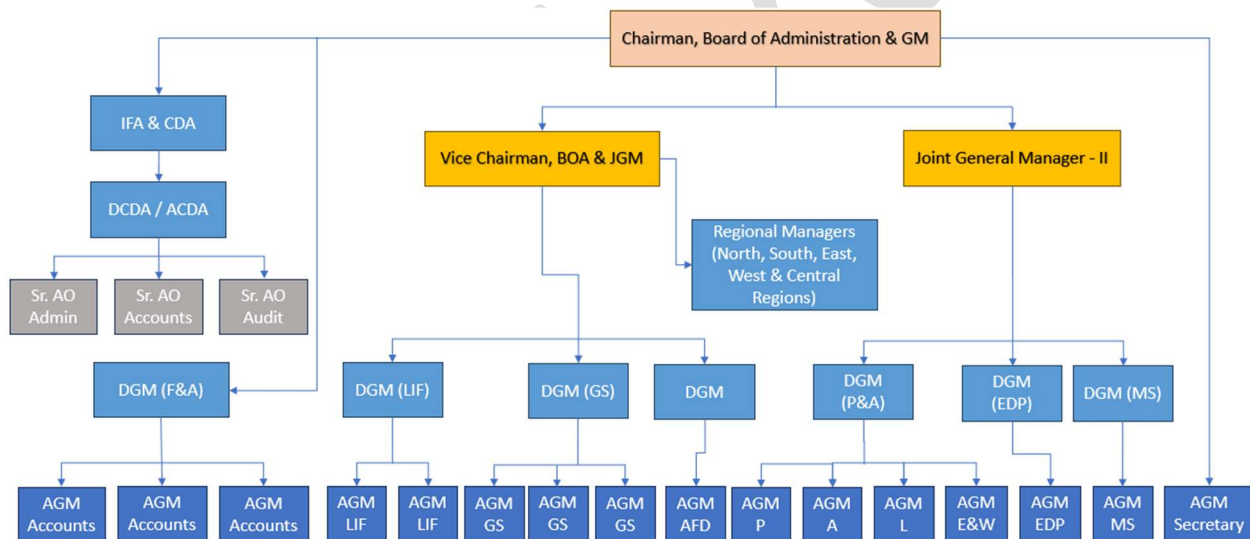 Chairman, Board of Administration & GM
IFA & CDA
Vice Chairman, BOA & JGM
Joint General Manager - II
DCDA / ACDA
Regional Managers
(North, South, East,
West & Central
Regions)
Sr. AO
Admin
Sr. AO
Accounts
Sr. AO
Audit
DGM (F&A)
DGM (LIF)
DGM (GS)
DGM
DGM
(P&A)
DGM
(EDP)
DGM (MS)
AGM
Accounts
AGM
Accounts
AGM
Accounts
AGM
LIF
AGM
LIF
AGM
GS
AGM
GS
AGM
GS
AGM
AFD
AGM
P
AGM
A
AGM
L
AGM
E&W
AGM
EDP
AGM
MS
AGM
Secretary